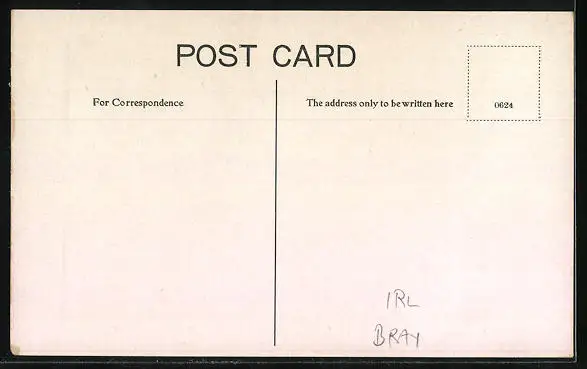 POST CARD
For Correspondence
The address only to be written here
0624
IRL
BRAY